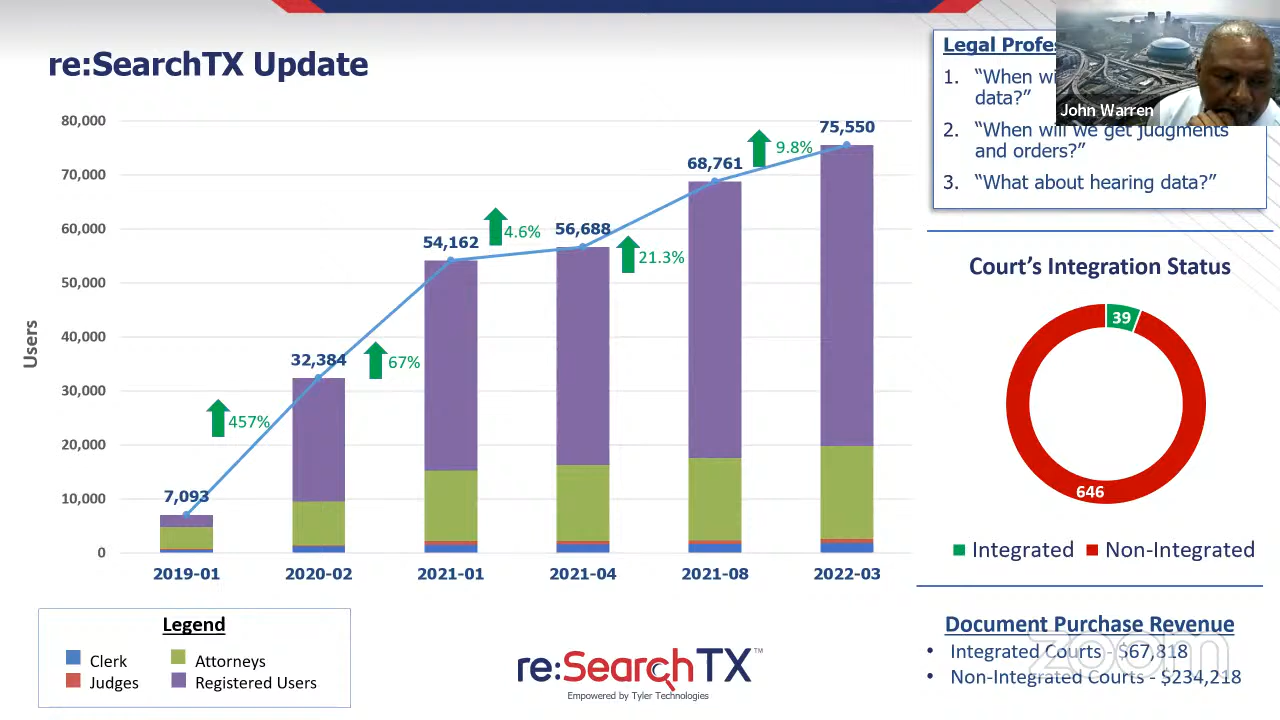 re:SearchTX Update
Legal Profe
1. “When wi
data?”
2. “When will we get judgments
and orders?”
3. “What about hearing data?”
John Warren
Users
80,000
70,000
60,000
50,000
40,000
30,000
20,000
10,000
0
7,093
32,384
54,162
56,688
68,761
75,550
457%
67%
4.6%
21.3%
9.8%
2019-01
2020-02
2021-01
2021-04
2021-08
2022-03
Legend
Clerk
Attorneys
Judges
Registered Users
re:SearchTX™
Empowered by Tyler Technologies
Court’s Integration Status
39
646
Integrated
Non-Integrated
Document Purchase Revenue
• Integrated Courts - $67,818
• Non-Integrated Courts - $234,218
zoom